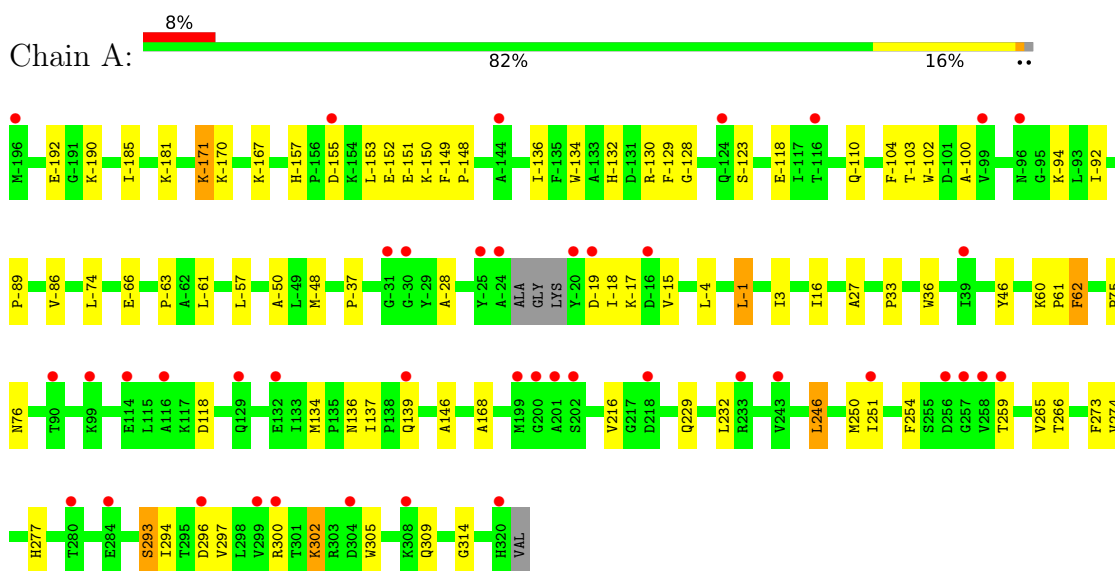 8%
Chain A:
82% 16%
M-196 E-192 G-191 K-190 I-185 K-181 K-171 K-170 K-167 H-157 P-156 D-155 K-154 L-153 E-152 E-151 K-150 F-149 P-148 A-144 I-136 F-135 W-134 A-133 H-132 D-131 R-130 F-129 G-128 Q-124 S-123 E-118 I-117 T-116 Q-110 F-104 T-103 W-102 D-101 A-100 V-99 N-96 G-95 K-94 L-93 I-92
P-89 V-86 L-74 E-66 P-63 A-62 L-61 L-57 A-50 L-49 M-48 P-37 G-31 G-30 Y-29 A-28 Y-25 A-24 ALA GLY LYS Y-20 D-19 I-18 K-17 D-16 V-15 L-4 L-1 I3 I16 A27 P33 W36 I39 Y46 K60 P61 F62
N76 T90 K99 E114 L115 A116 K117 D118 Q129 E132 I133 M134 P135 N136 I137 P138 Q139 A146 A168 M199 G200 A201 S202 V216 G217 D218 Q229 L232 R233 V243 L246 M250 I251 F254 S255 D256 G257 V258 T259 V265 T266 F273
H277 T280 E284 S293 I294 T295 D296 V297 L298 V299 R300 T301 K302 R303 D304 W305 K308 Q309 G314 H320 VAL